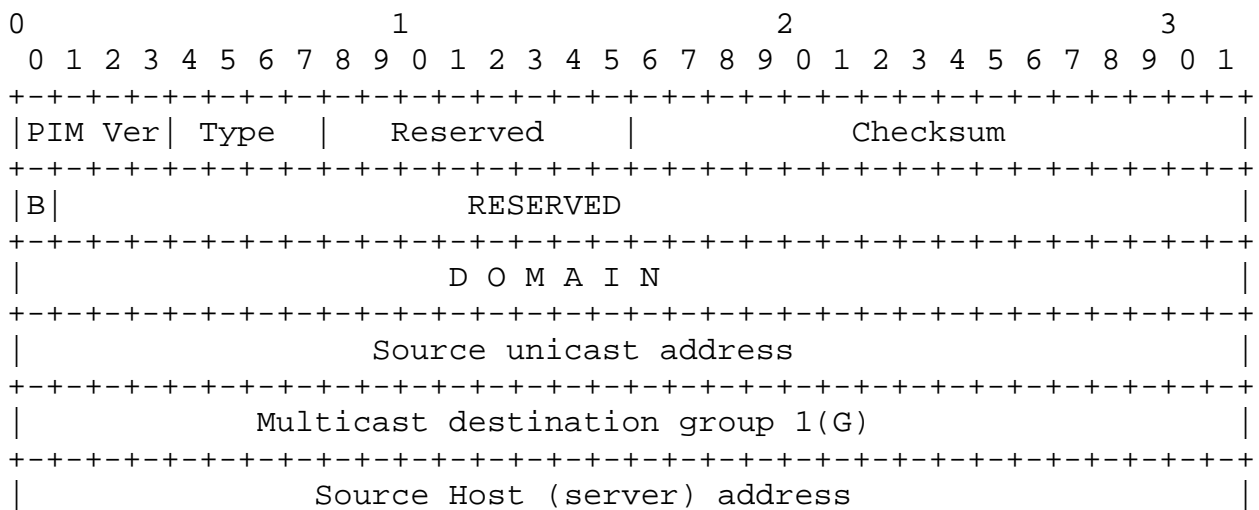 0                   1                   2                   3
 0 1 2 3 4 5 6 7 8 9 0 1 2 3 4 5 6 7 8 9 0 1 2 3 4 5 6 7 8 9 0 1
+-+-+-+-+-+-+-+-+-+-+-+-+-+-+-+-+-+-+-+-+-+-+-+-+-+-+-+-+-+-+-+-+
|PIM Ver| Type  |   Reserved    |           Checksum            |
+-+-+-+-+-+-+-+-+-+-+-+-+-+-+-+-+-+-+-+-+-+-+-+-+-+-+-+-+-+-+-+-+
|B|                     RESERVED                                |
+-+-+-+-+-+-+-+-+-+-+-+-+-+-+-+-+-+-+-+-+-+-+-+-+-+-+-+-+-+-+-+-+
|                      D O M A I N                              |
+-+-+-+-+-+-+-+-+-+-+-+-+-+-+-+-+-+-+-+-+-+-+-+-+-+-+-+-+-+-+-+-+
|                  Source unicast address                       |
+-+-+-+-+-+-+-+-+-+-+-+-+-+-+-+-+-+-+-+-+-+-+-+-+-+-+-+-+-+-+-+-+
|            Multicast destination group 1(G)                   |
+-+-+-+-+-+-+-+-+-+-+-+-+-+-+-+-+-+-+-+-+-+-+-+-+-+-+-+-+-+-+-+-+
|               Source Host (server) address                    |